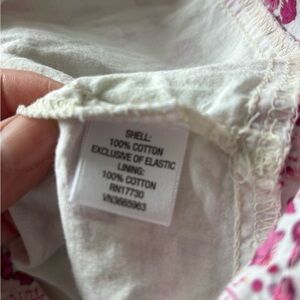 SHELL:
100% COTTON
EXCLUSIVE OF ELASTIC
LINING:
100% COTTON
RN17730
VN3665963